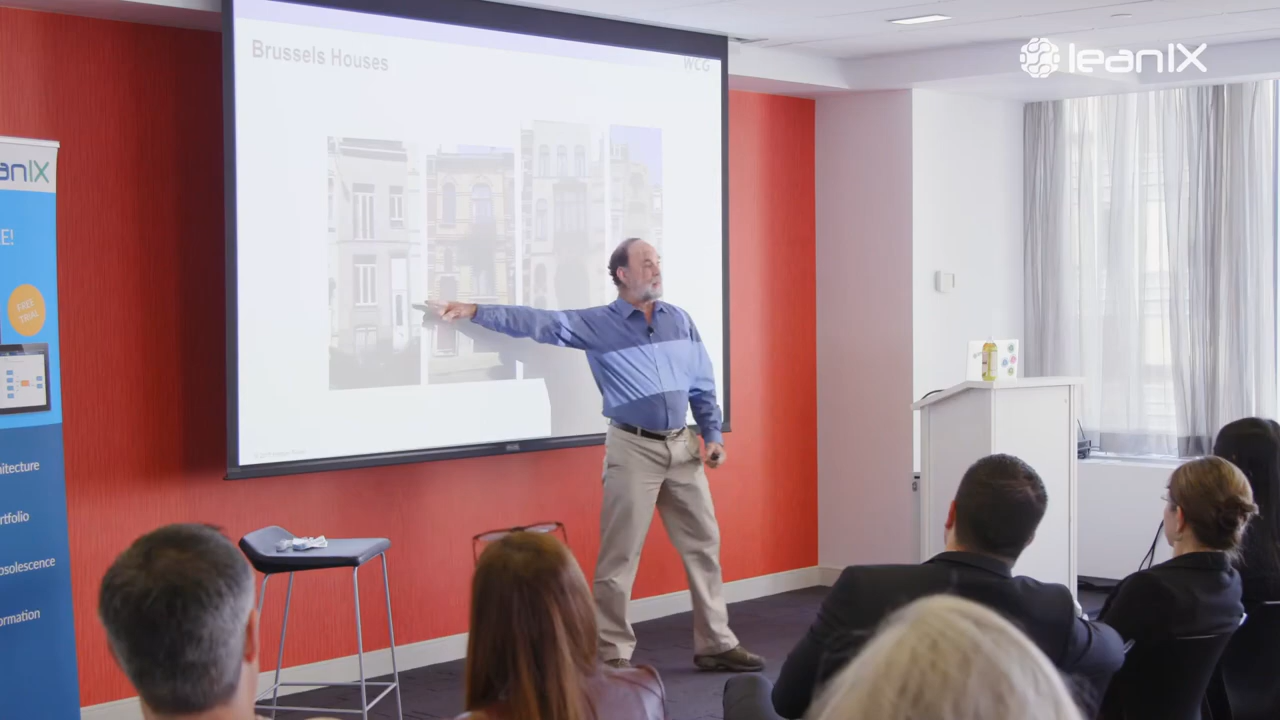 Brussels Houses
WCG
leanIX
anIX
E!
FREE
TRIAL
itecture
rtfolio
bsolescence
ormation